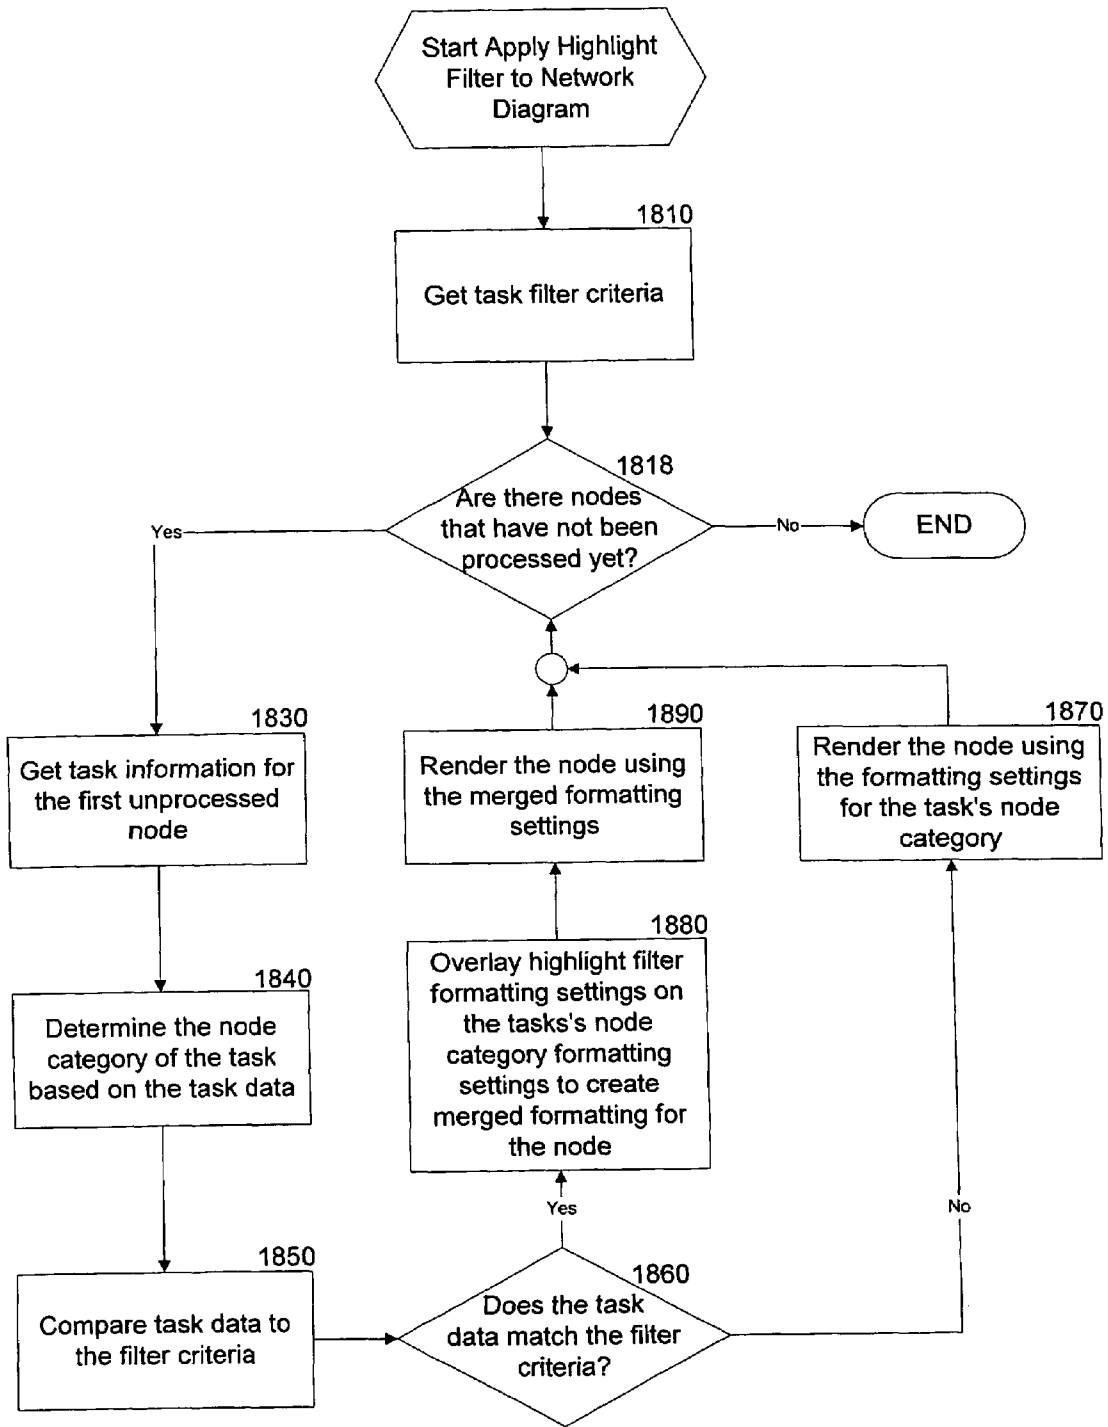 Start Apply Highlight
Filter to Network
Diagram
1810
Get task filter criteria
1818
Are there nodes
that have not been
processed yet?
Yes
No
END
1830
Get task information for
the first unprocessed
node
1890
Render the node using
the merged formatting
settings
1870
Render the node using
the formatting settings
for the task's node
category
1840
Determine the node
category of the task
based on the task data
1880
Overlay highlight filter
formatting settings on
the tasks's node
category formatting
settings to create
merged formatting for
the node
Yes
No
1850
Compare task data to
the filter criteria
1860
Does the task
data match the filter
criteria?